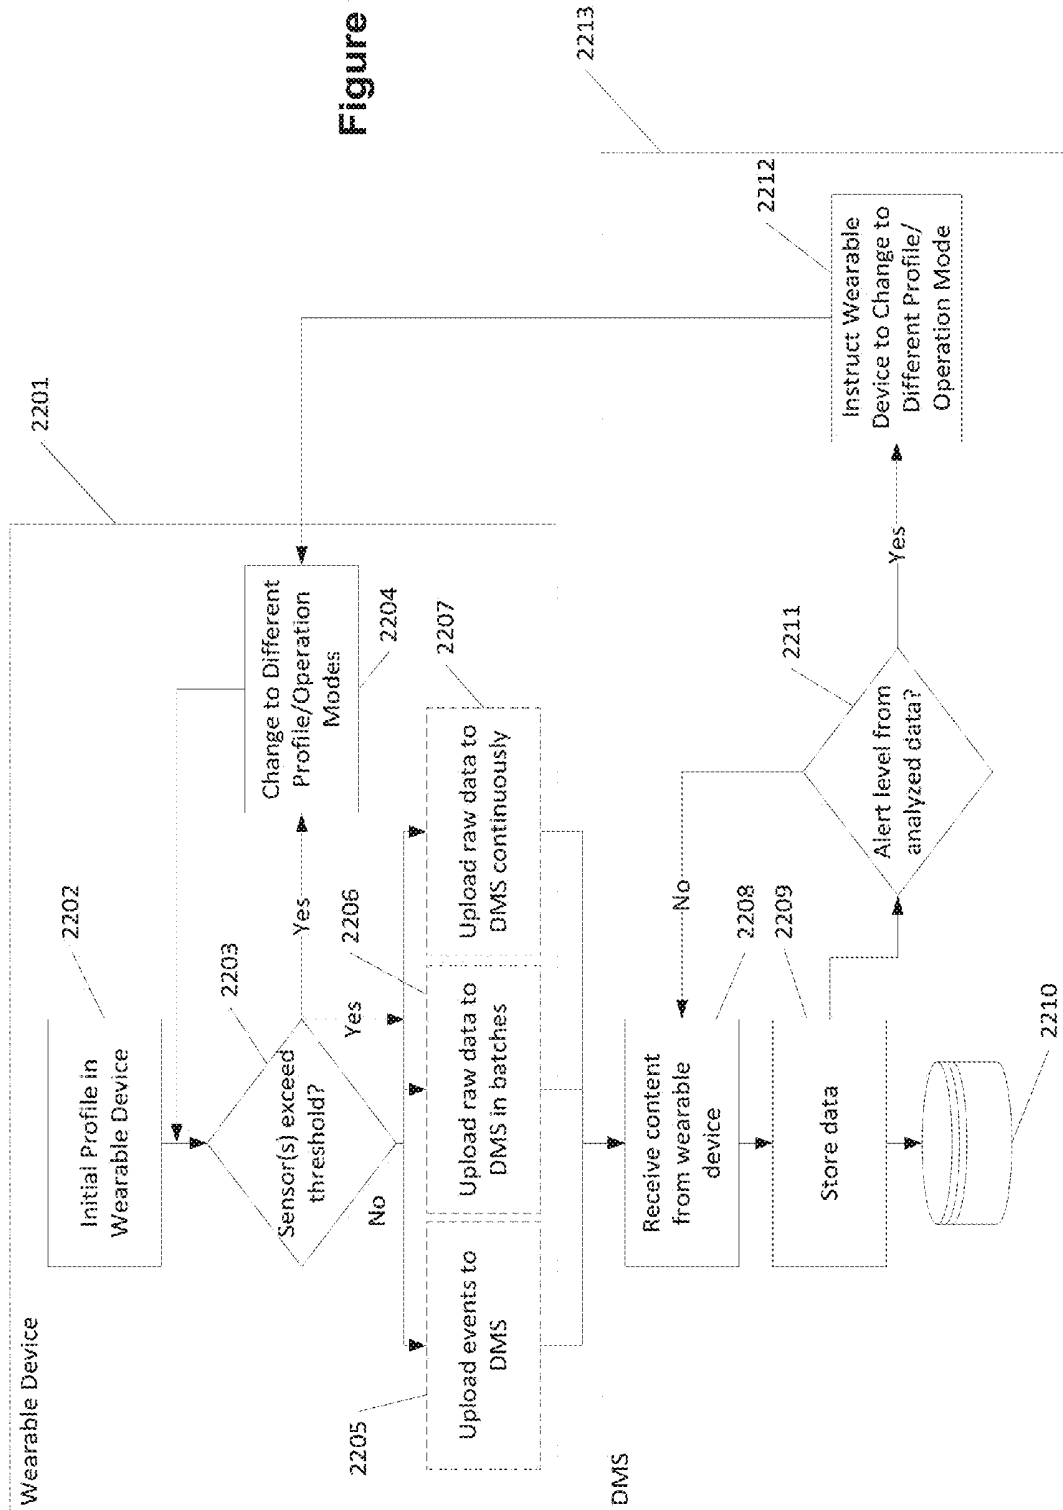 Figure
Wearable Device
2201
Initial Profile in
Wearable Device
2202
Sensor(s) exceed
threshold?
2203
Yes
Change to Different
Profile/Operation
Modes
2204
No
Yes
Upload events to
DMS
2205
Upload raw data to
DMS in batches
2206
Upload raw data to
DMS continuously
2207
DMS
2213
Receive content
from wearable
device
2208
No
Store data
2209
2210
Alert level from
analyzed data?
2211
Yes
Instruct Wearable
Device to Change to
Different Profile/
Operation Mode
2212